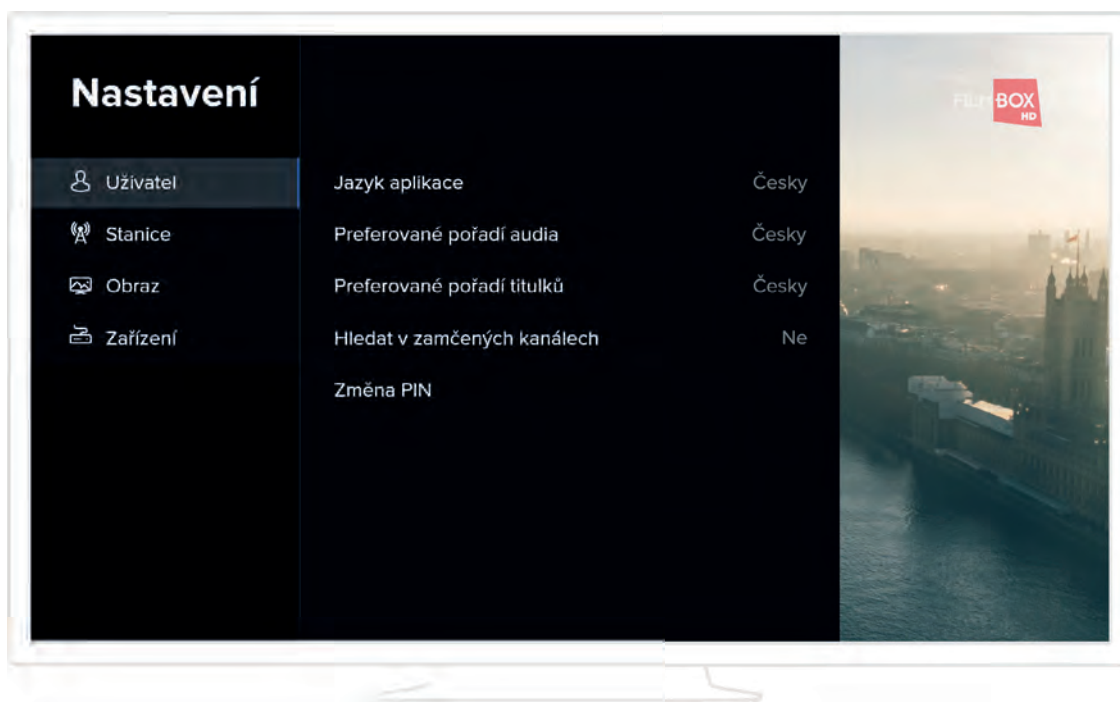 Nastavení
Uživatel
Stanice
Obraz
Zařízení
Jazyk aplikace Česky
Preferované pořadí audia Česky
Preferované pořadí titulků Česky
Hledat v zamčených kanálech Ne
Změna PIN
FILMBOX
HD